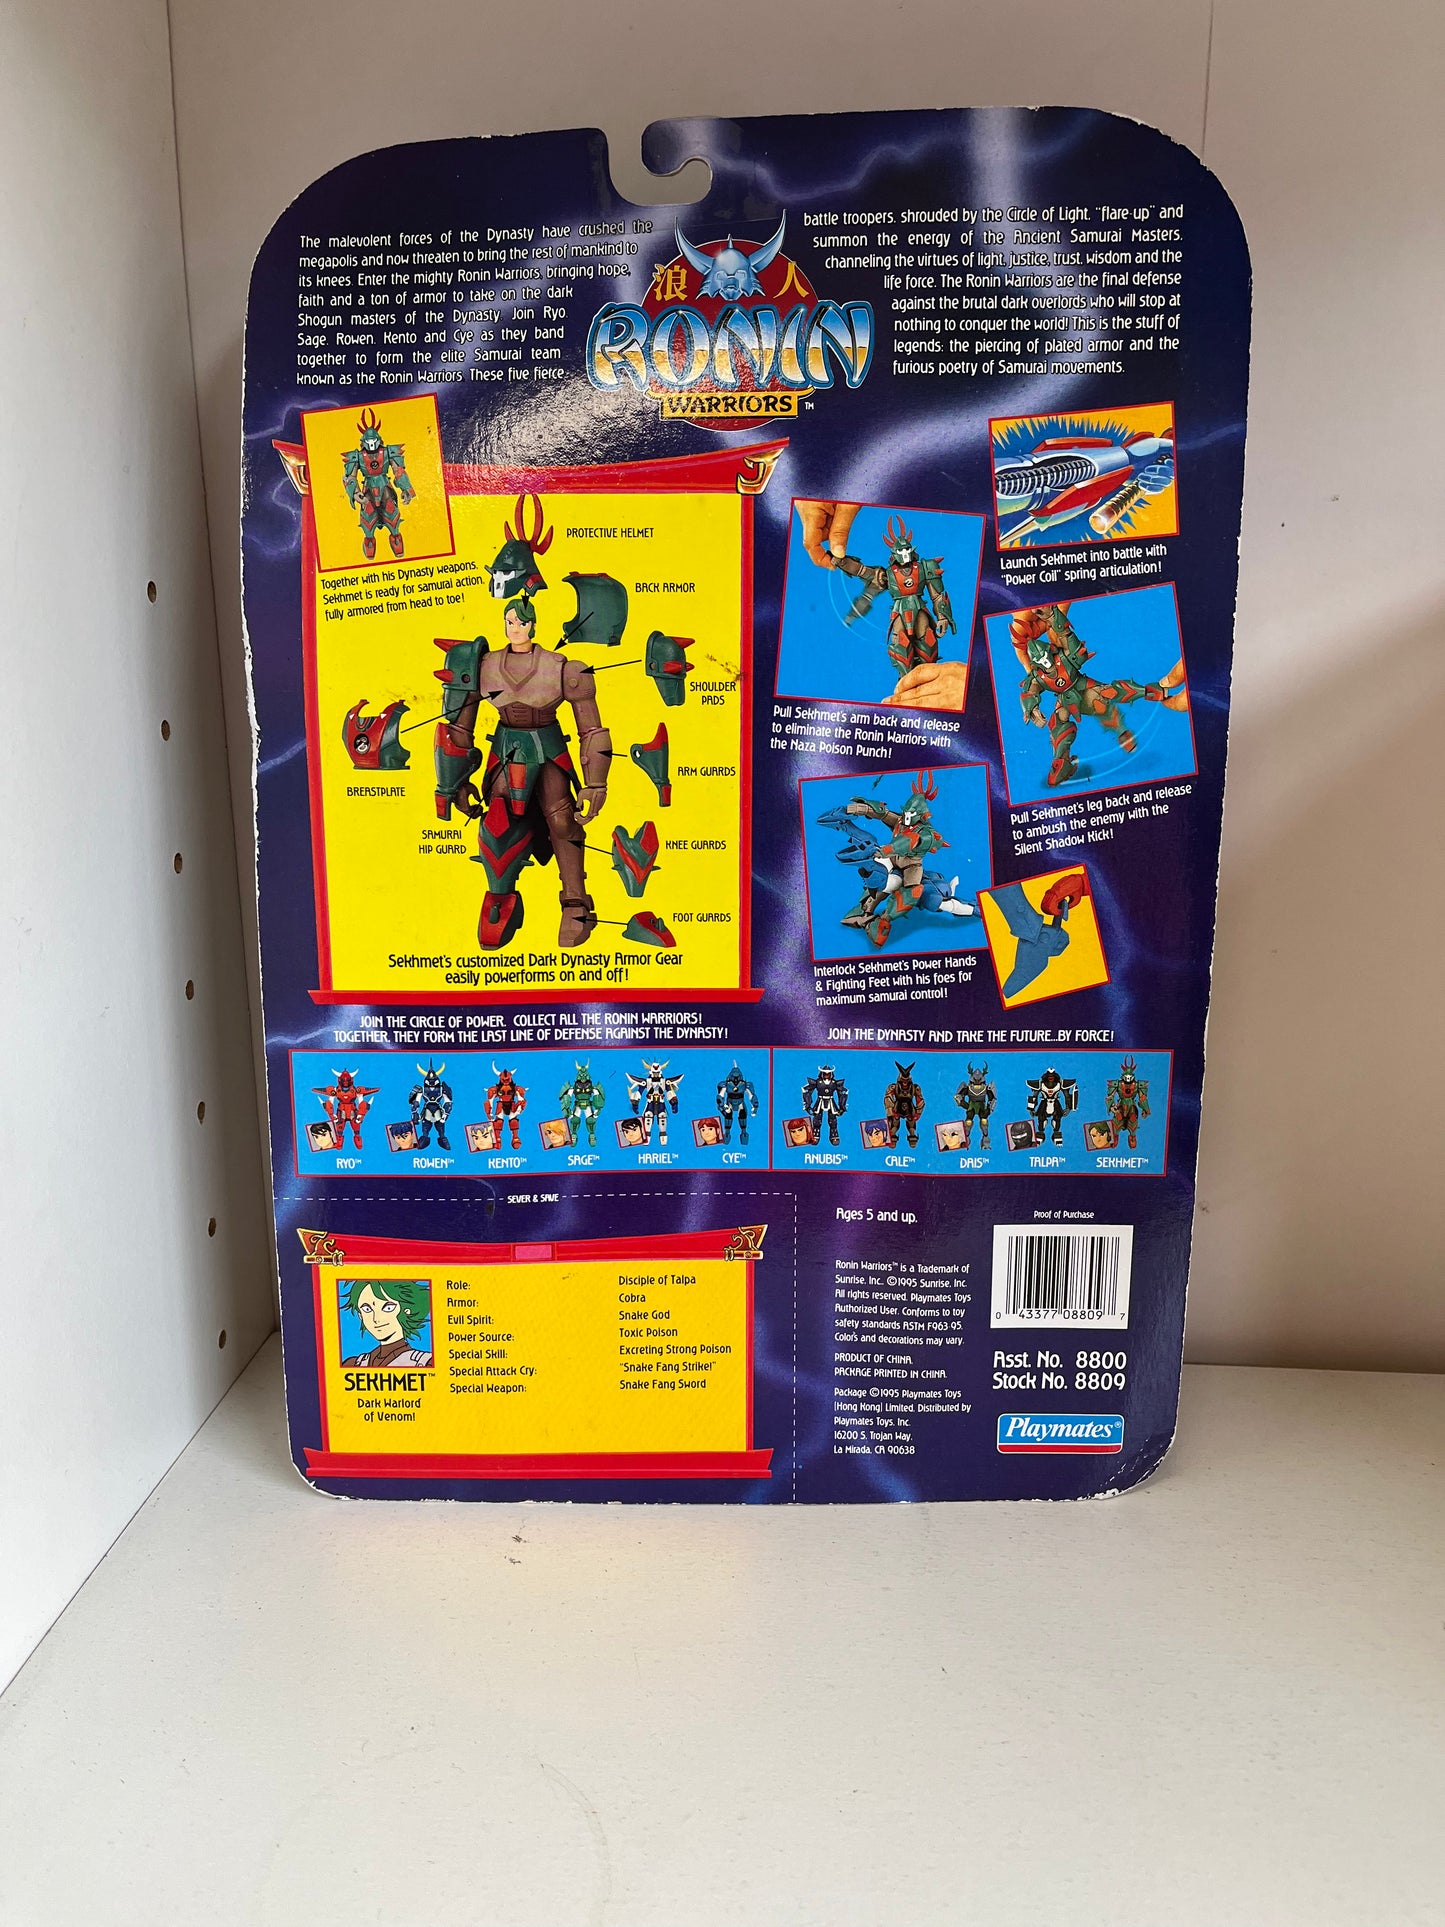 The malevolent forces of the Dynasty have crushed the
megapolis and now threaten to bring the rest of mankind to
its knees. Enter the mighty Ronin Warriors, bringing hope,
faith and a ton of armor to take on the dark
Shogun masters of the Dynasty. Join Ryo,
Sage, Rowen, Kento and Cye as they band
together to form the elite Samurai team
known as the Ronin Warriors. These five fierce
battle troopers, shrouded by the Circle of Light, "flare-up" and
summon the energy of the Ancient Samurai Masters,
channeling the virtues of light, justice, trust, wisdom and the
life force. The Ronin Warriors are the final defense
against the brutal dark overlords who will stop at
nothing to conquer the world! This is the stuff of
legends: the piercing of plated armor and the
furious poetry of Samurai movements.
浪人
RONIN
WARRIORS™
Together with his Dynasty weapons,
Sekhmet is ready for samurai action,
fully armored from head to toe!
PROTECTIVE HELMET
BACK ARMOR
SHOULDER
PADS
BREASTPLATE
ARM GUARDS
SAMURAI
HIP GUARD
KNEE GUARDS
FOOT GUARDS
Sekhmet's customized Dark Dynasty Armor Gear
easily powerforms on and off!
Launch Sekhmet into battle with
"Power Coil" spring articulation!
Pull Sekhmet's arm back and release
to eliminate the Ronin Warriors with
the Naza Poison Punch!
Pull Sekhmet's leg back and release
to ambush the enemy with the
Silent Shadow Kick!
Interlock Sekhmet's Power Hands
& Fighting Feet with his foes for
maximum samurai control!
JOIN THE CIRCLE OF POWER. COLLECT ALL THE RONIN WARRIORS!
TOGETHER, THEY FORM THE LAST LINE OF DEFENSE AGAINST THE DYNASTY!
JOIN THE DYNASTY AND TAKE THE FUTURE...BY FORCE!
RYO™ ROWEN™ KENTO™ SAGE™ HARIEL™ CYE™ ANUBIS™ CALE™ DAIS™ TALPA™ SEKHMET™
SEVER & SAVE
SEKHMET™
Dark Warlord
of Venom!
Role: Disciple of Talpa
Armor: Cobra
Evil Spirit: Snake God
Power Source: Toxic Poison
Special Skill: Excreting Strong Poison
Special Attack Cry: "Snake Fang Strike!"
Special Weapon: Snake Fang Sword
Ages 5 and up.
Ronin Warriors™ is a Trademark of
Sunrise, Inc. ©1995 Sunrise, Inc.
All rights reserved. Playmates Toys
Authorized User. Conforms to toy
safety standards ASTM F963-95.
Colors and decorations may vary.
PRODUCT OF CHINA.
PACKAGE PRINTED IN CHINA.
Package ©1995 Playmates Toys
(Hong Kong) Limited. Distributed by
Playmates Toys, Inc.
16200 S. Trojan Way,
La Mirada, CA 90638
Proof of Purchase
0 43377 08809 7
Asst. No. 8800
Stock No. 8809
Playmates®